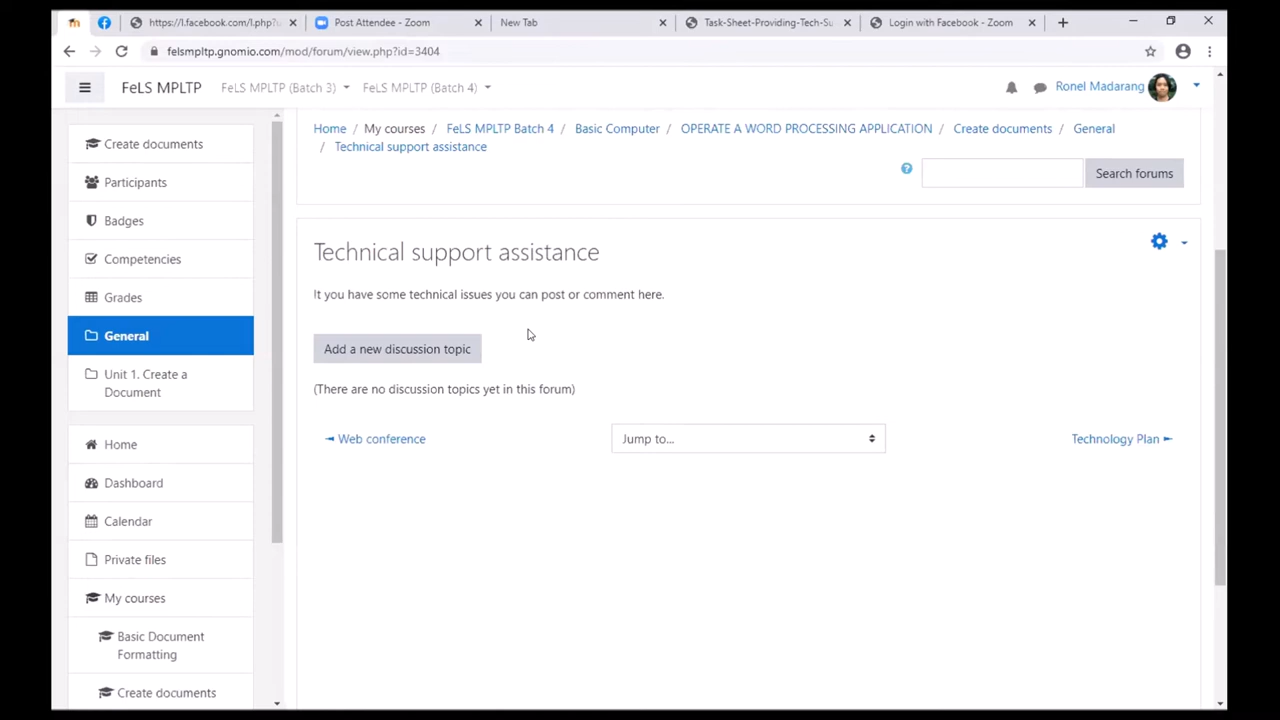 https://l.facebook.com/l.php?u
Post Attendee - Zoom
New Tab
Task-Sheet-Providing-Tech-Su
Login with Facebook - Zoom
felsmpltp.gnomio.com/mod/forum/view.php?id=3404
FeLS MPLTP
FeLS MPLTP (Batch 3)
FeLS MPLTP (Batch 4)
Ronel Madarang
Create documents
Participants
Badges
Competencies
Grades
General
Unit 1. Create a
Document
Home
Dashboard
Calendar
Private files
My courses
Basic Document
Formatting
Create documents
Home / My courses / FeLS MPLTP Batch 4 / Basic Computer / OPERATE A WORD PROCESSING APPLICATION / Create documents / General
/ Technical support assistance
Search forums
Technical support assistance
It you have some technical issues you can post or comment here.
Add a new discussion topic
(There are no discussion topics yet in this forum)
◄ Web conference
Jump to...
Technology Plan ►